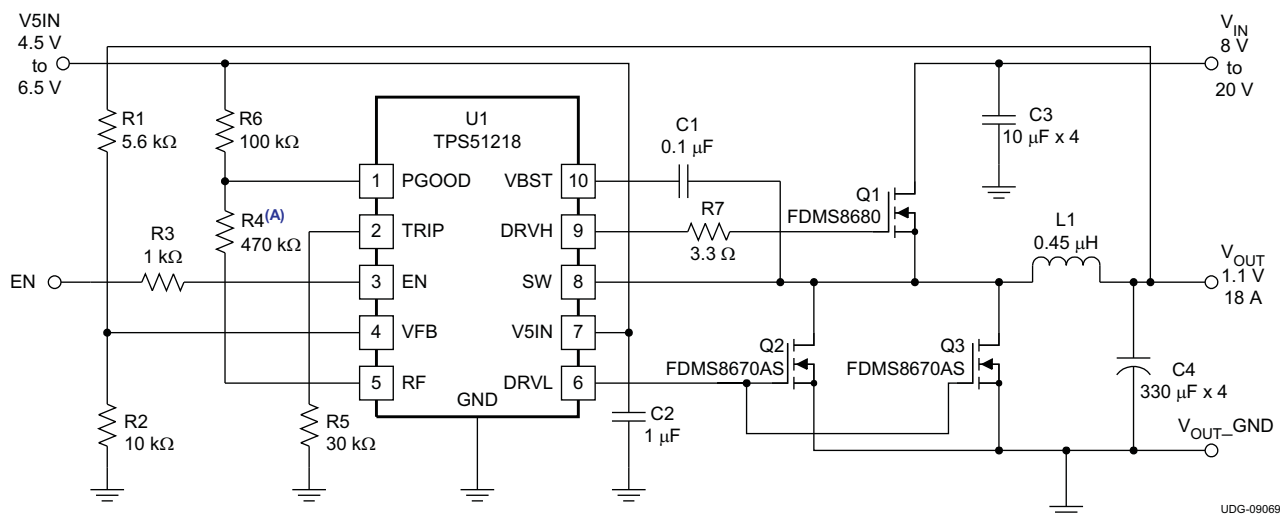 V5IN
4.5 V
to
6.5 V
VIN
8 V
to
20 V
R1
5.6 kΩ
R6
100 kΩ
U1
TPS51218
C1
0.1 μF
C3
10 μF x 4
1 PGOOD
VBST 10
Q1
FDMS8680
R4(A)
470 kΩ
2 TRIP
DRVH 9
R7
3.3 Ω
L1
0.45 μH
R3
1 kΩ
EN
3 EN
SW 8
VOUT
1.1 V
18 A
4 VFB
V5IN 7
Q2
FDMS8670AS
Q3
FDMS8670AS
5 RF
DRVL 6
GND
C4
330 μF x 4
R2
10 kΩ
R5
30 kΩ
C2
1 μF
VOUT_GND
UDG-09069